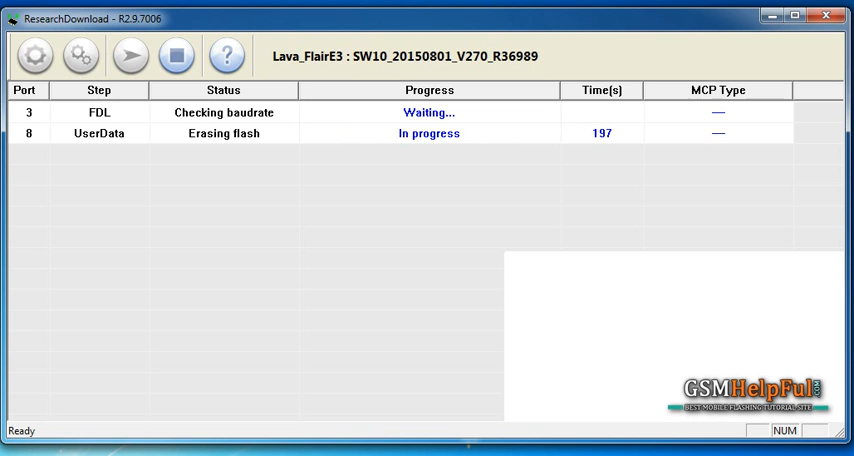 ResearchDownload - R2.9.7006
Lava_FlairE3 : SW10_20150801_V270_R36989
Port Step Status Progress Time(s) MCP Type
3 FDL Checking baudrate Waiting... —
8 UserData Erasing flash In progress 197 —
GSMHelpFul.COM
BEST MOBILE FLASHING TUTORIAL SITE
Ready NUM